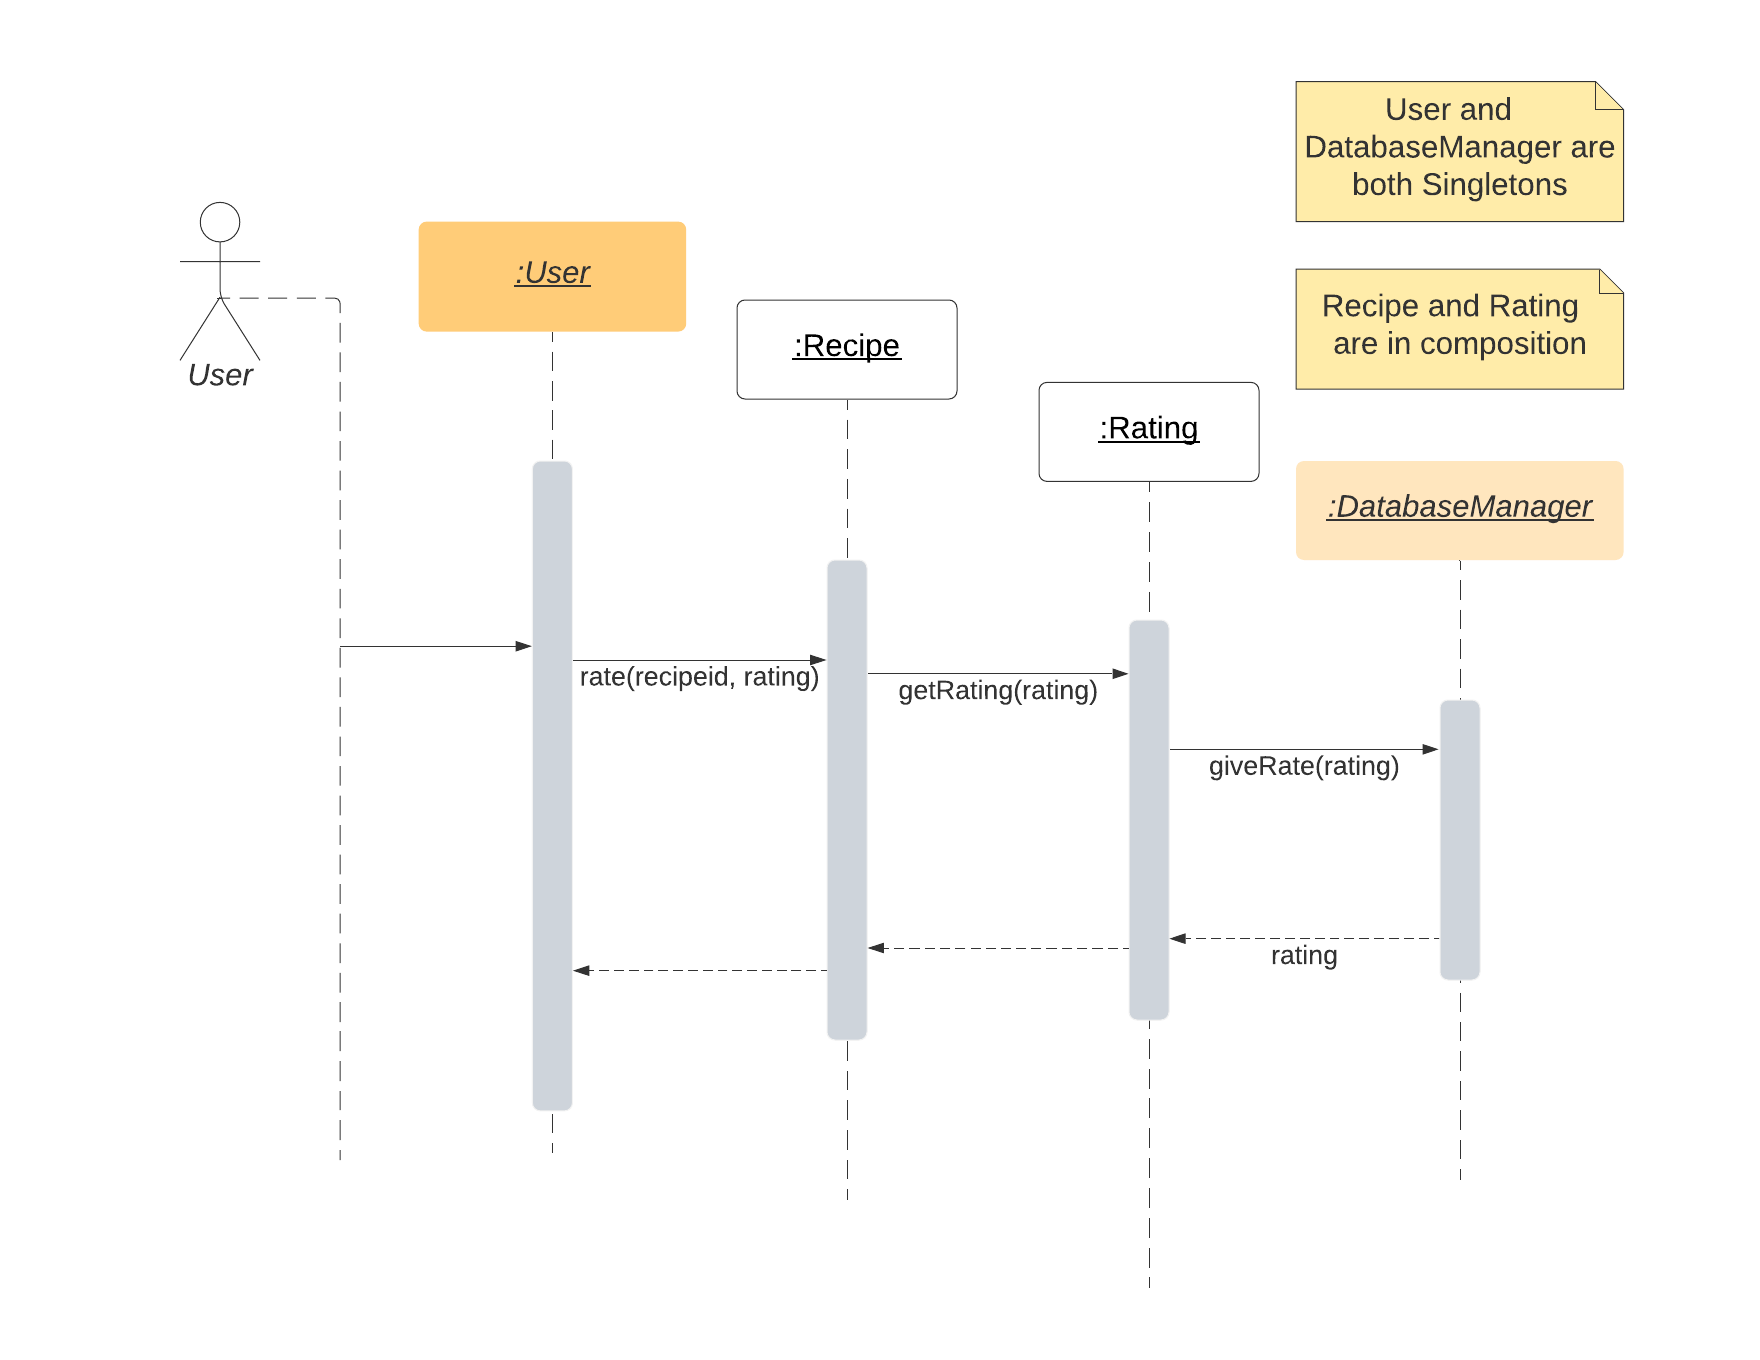 User and
DatabaseManager are
both Singletons
:User
Recipe and Rating
are in composition
:Recipe
User
:Rating
:DatabaseManager
rate(recipeid, rating)
getRating(rating)
giveRate(rating)
rating